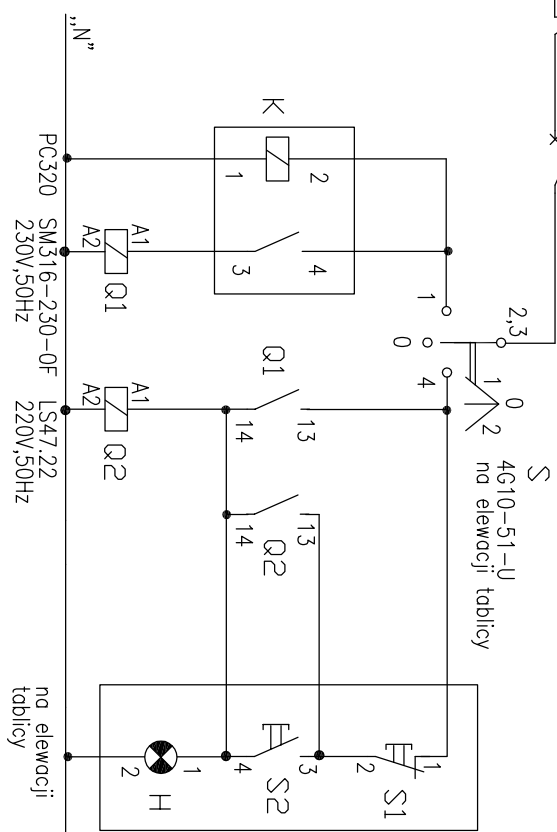 „N”
PC320
SM316-230-0F
230V,50Hz
LS47.22
220V,50Hz
na elewacji
tablicy
K
1
2
3
4
A1
A2
Q1
A1
A2
Q2
Q1
13
14
Q2
13
14
1
0
4
2,3
1
0
2
S
4G10-51-U
na elewacji tablicy
S1
1
2
S2
3
4
H
1
2